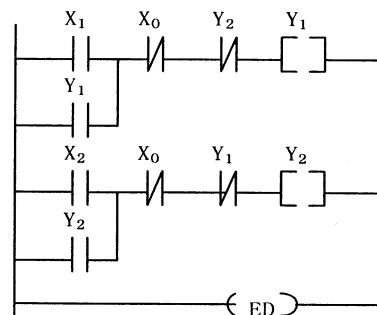 X₁ X₀ Y₂ Y₁
Y₁
X₂ X₀ Y₁ Y₂
Y₂
ED